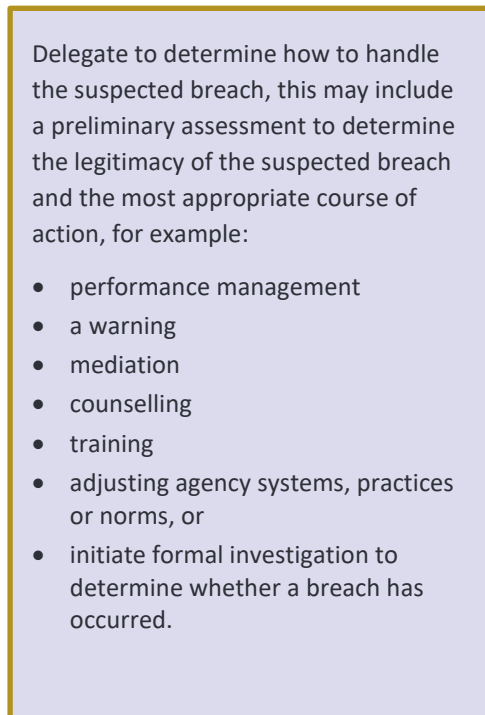 Delegate to determine how to handle
the suspected breach, this may include
a preliminary assessment to determine
the legitimacy of the suspected breach
and the most appropriate course of
action, for example:
• performance management
• a warning
• mediation
• counselling
• training
• adjusting agency systems, practices
or norms, or
• initiate formal investigation to
determine whether a breach has
occurred.